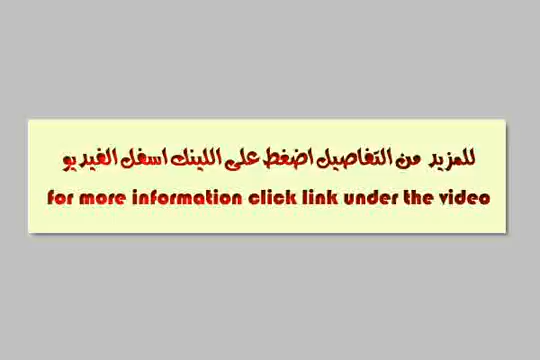 للمزيد من التفاصيل اضغط على اللينك اسفل الفيديو
for more information click link under the video